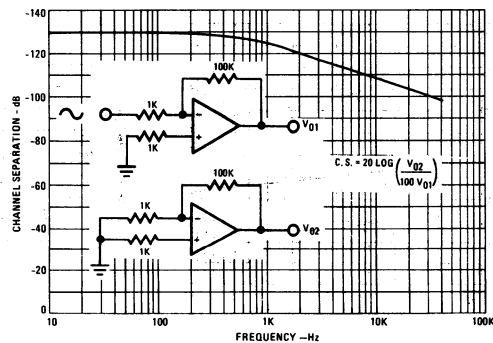 -140
-120
-100
-80
-60
-40
-20
0
CHANNEL SEPARATION - dB
10
100
1K
10K
100K
FREQUENCY -Hz
100K
1K
1K
V01
C.S. = 20 LOG ( V02 / 100 V01 )
100K
1K
1K
V02